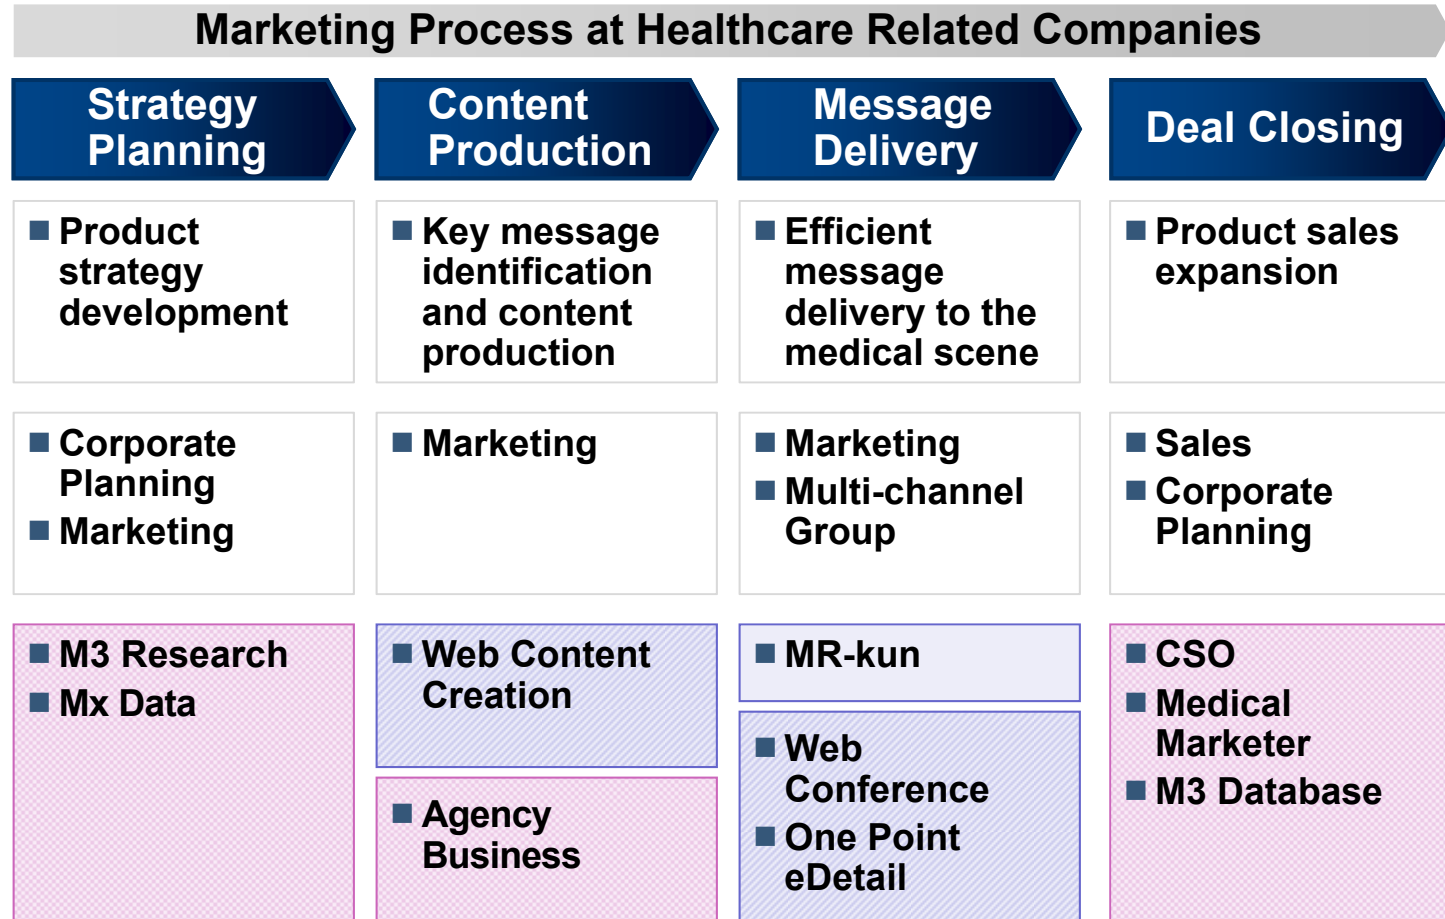 Marketing Process at Healthcare Related Companies
Strategy
Planning
Content
Production
Message
Delivery
Deal Closing
Product
strategy
development
Key message
identification
and content
production
Efficient
message
delivery to the
medical scene
Product sales
expansion
Corporate
Planning
Marketing
Marketing
Marketing
Multi-channel
Group
Sales
Corporate
Planning
M3 Research
Mx Data
Web Content
Creation
Agency
Business
MR-kun
Web
Conference
One Point
eDetail
CSO
Medical
Marketer
M3 Database